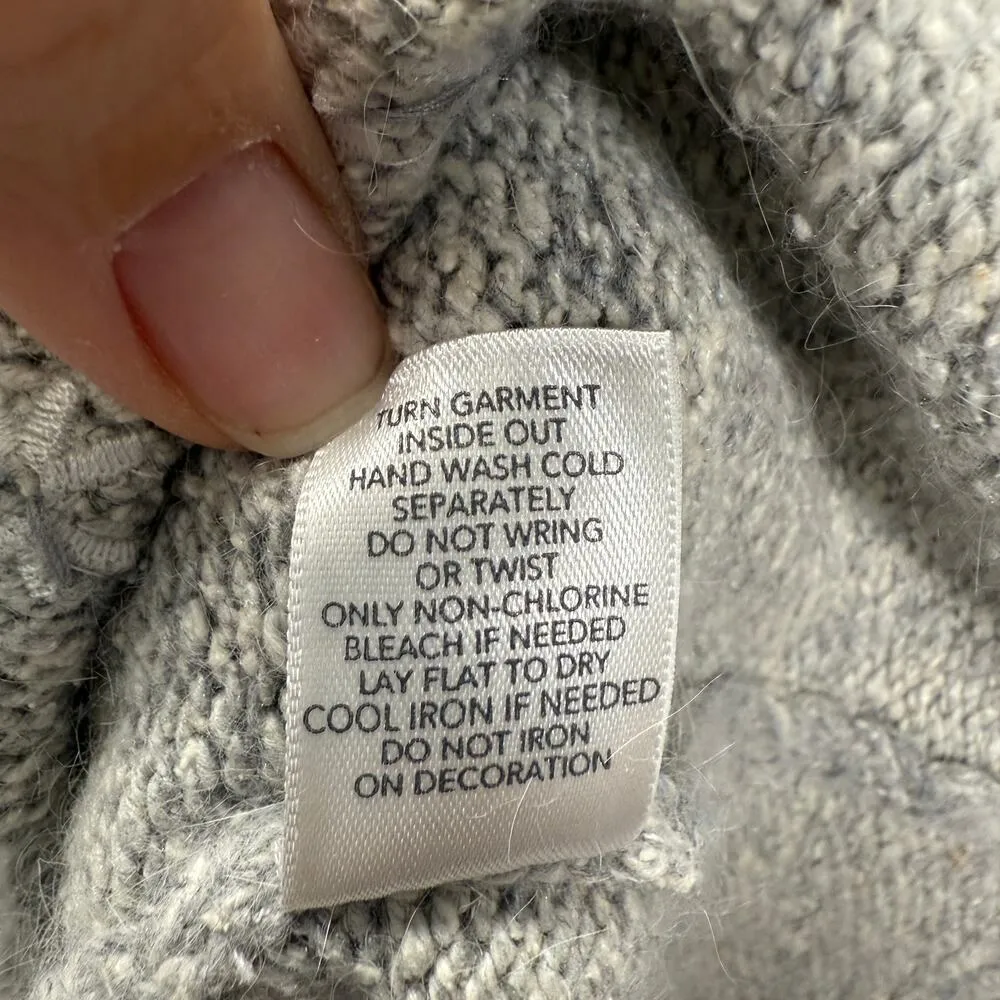 TURN GARMENT
INSIDE OUT
HAND WASH COLD
SEPARATELY
DO NOT WRING
OR TWIST
ONLY NON-CHLORINE
BLEACH IF NEEDED
LAY FLAT TO DRY
COOL IRON IF NEEDED
DO NOT IRON
ON DECORATION